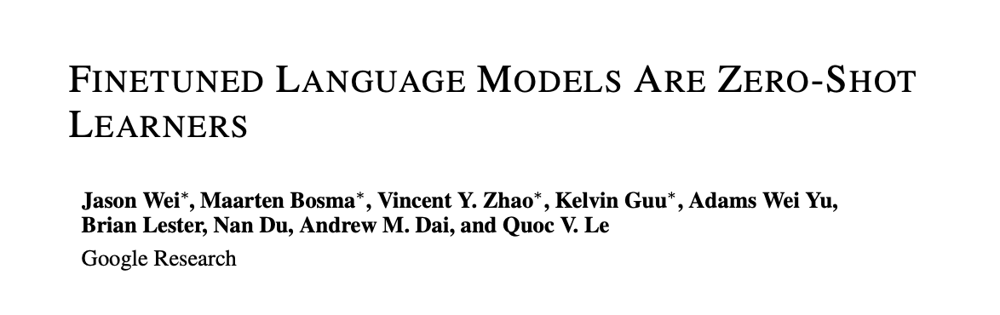 FINETUNED LANGUAGE MODELS ARE ZERO-SHOT
LEARNERS
Jason Wei*, Maarten Bosma*, Vincent Y. Zhao*, Kelvin Guu*, Adams Wei Yu,
Brian Lester, Nan Du, Andrew M. Dai, and Quoc V. Le
Google Research